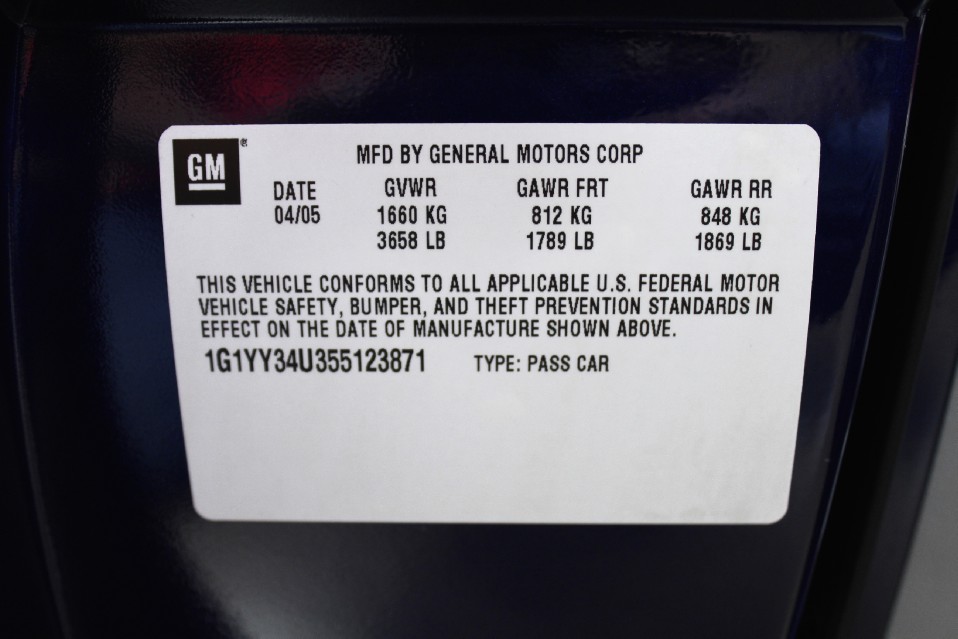 GM®
MFD BY GENERAL MOTORS CORP
DATE GVWR GAWR FRT GAWR RR
04/05 1660 KG 812 KG 848 KG
3658 LB 1789 LB 1869 LB
THIS VEHICLE CONFORMS TO ALL APPLICABLE U.S. FEDERAL MOTOR
VEHICLE SAFETY, BUMPER, AND THEFT PREVENTION STANDARDS IN
EFFECT ON THE DATE OF MANUFACTURE SHOWN ABOVE.
1G1YY34U355123871 TYPE: PASS CAR